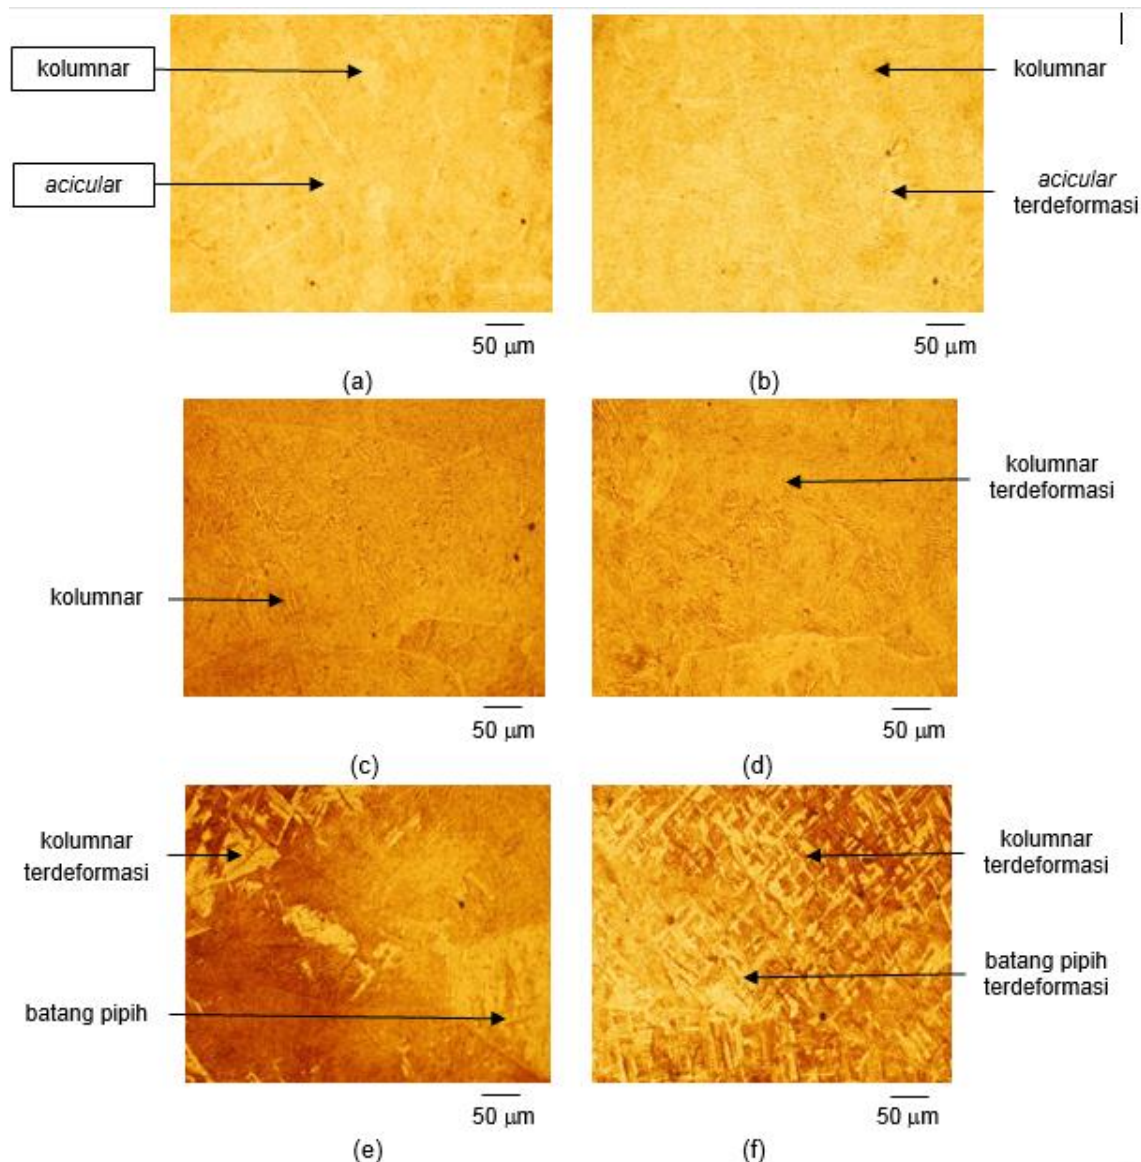 kolumnar
acicular
kolumnar
acicular
terdeformasi
50 µm
50 µm
(a)
(b)
kolumnar
kolumnar
terdeformasi
50 µm
50 µm
(c)
(d)
kolumnar
terdeformasi
batang pipih
kolumnar
terdeformasi
batang pipih
terdeformasi
50 µm
50 µm
(e)
(f)